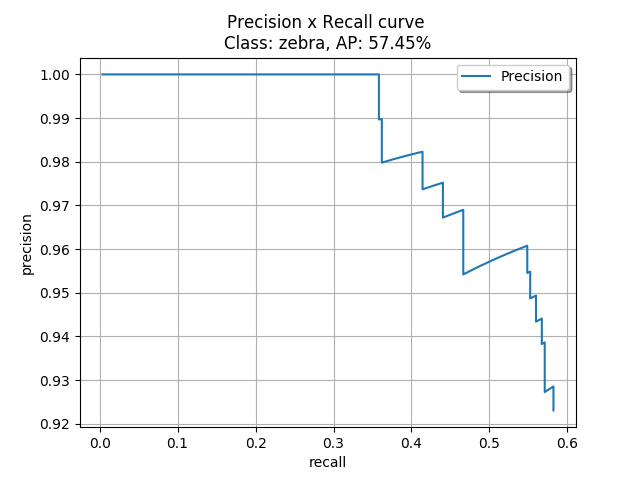 Precision x Recall curve
Class: zebra, AP: 57.45%
Precision
1.00
0.99
0.98
0.97
0.96
0.95
0.94
0.93
0.92
precision
0.0 0.1 0.2 0.3 0.4 0.5 0.6
recall